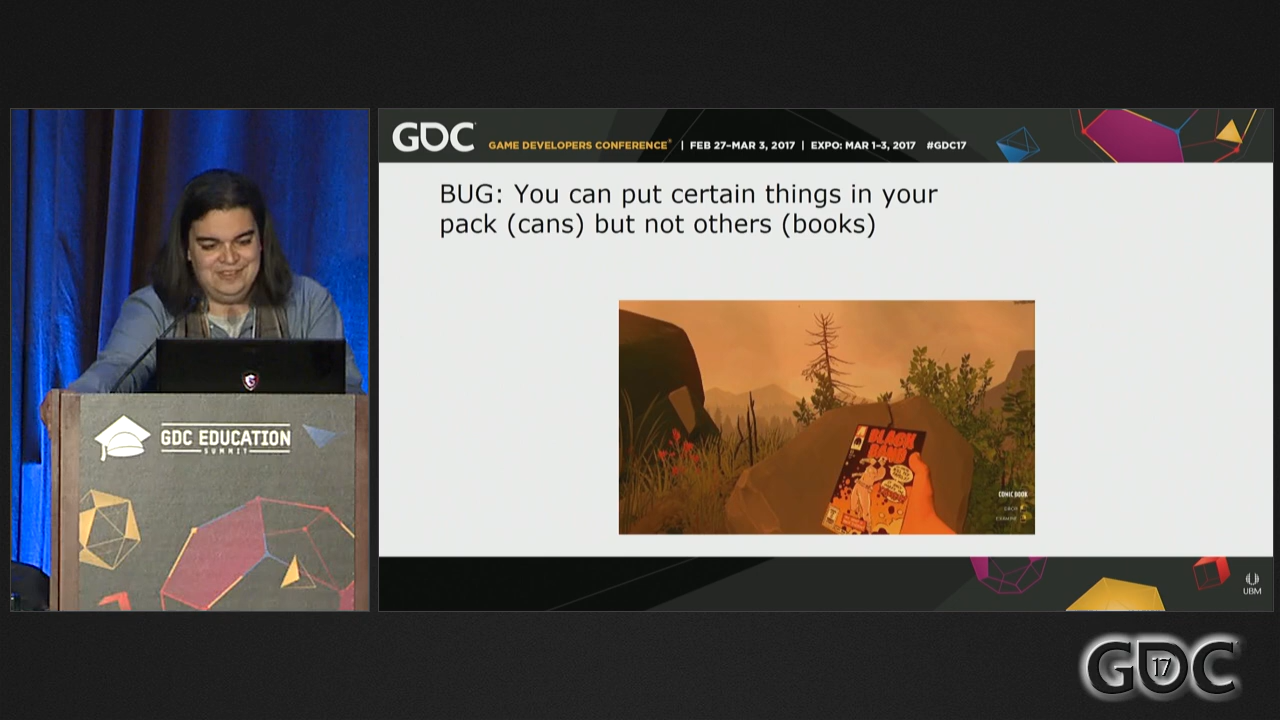 GDC
GAME DEVELOPERS CONFERENCE® | FEB 27–MAR 3, 2017 | EXPO: MAR 1–3, 2017 #GDC17
BUG: You can put certain things in your
pack (cans) but not others (books)
BLACK
COMIC BOOK
GDC EDUCATION
SUMMIT
UBM
GDC
17